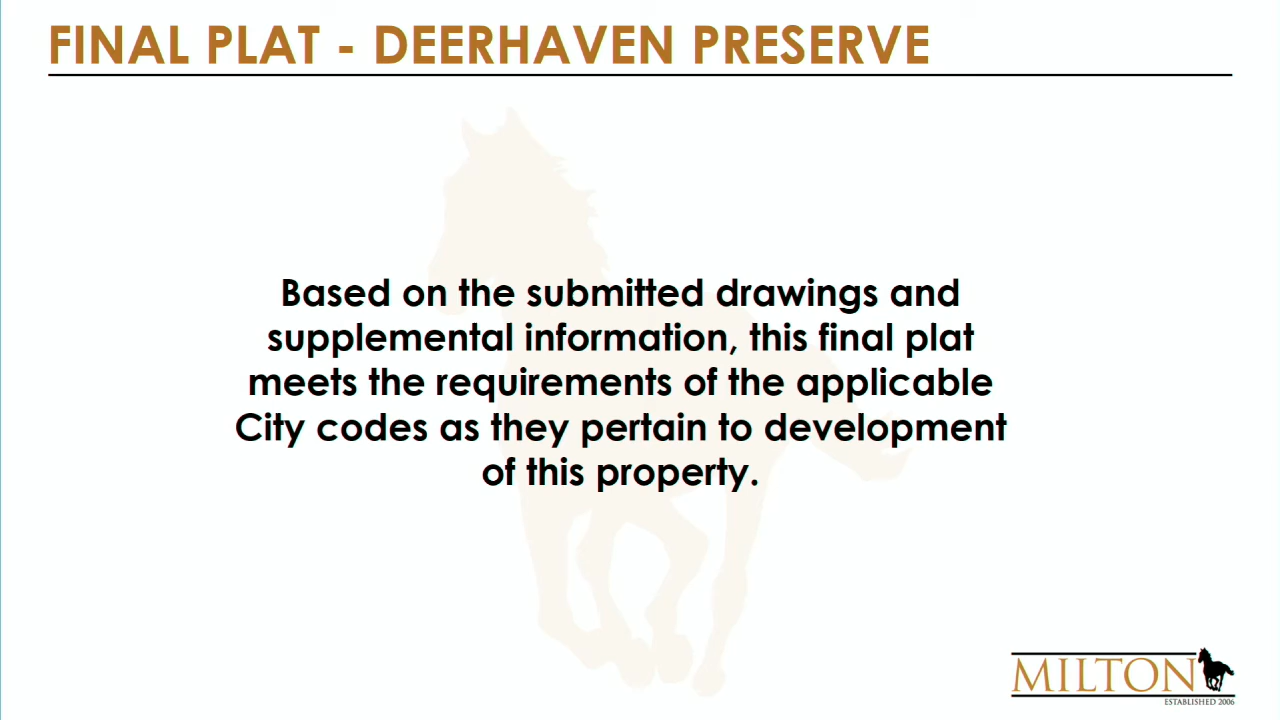 FINAL PLAT - DEERHAVEN PRESERVE
Based on the submitted drawings and
supplemental information, this final plat
meets the requirements of the applicable
City codes as they pertain to development
of this property.
MILTON
ESTABLISHED 2006